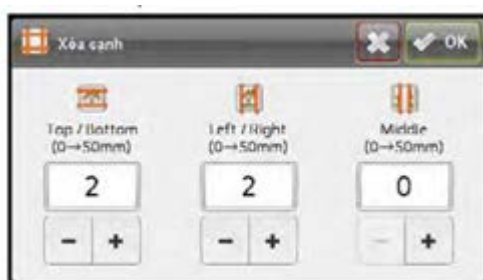 Xóa cạnh
OK
Top / Bottom
(0→50mm)
Left / Right
(0→50mm)
Middle
(0→50mm)
2
2
0
- +
- +
- +